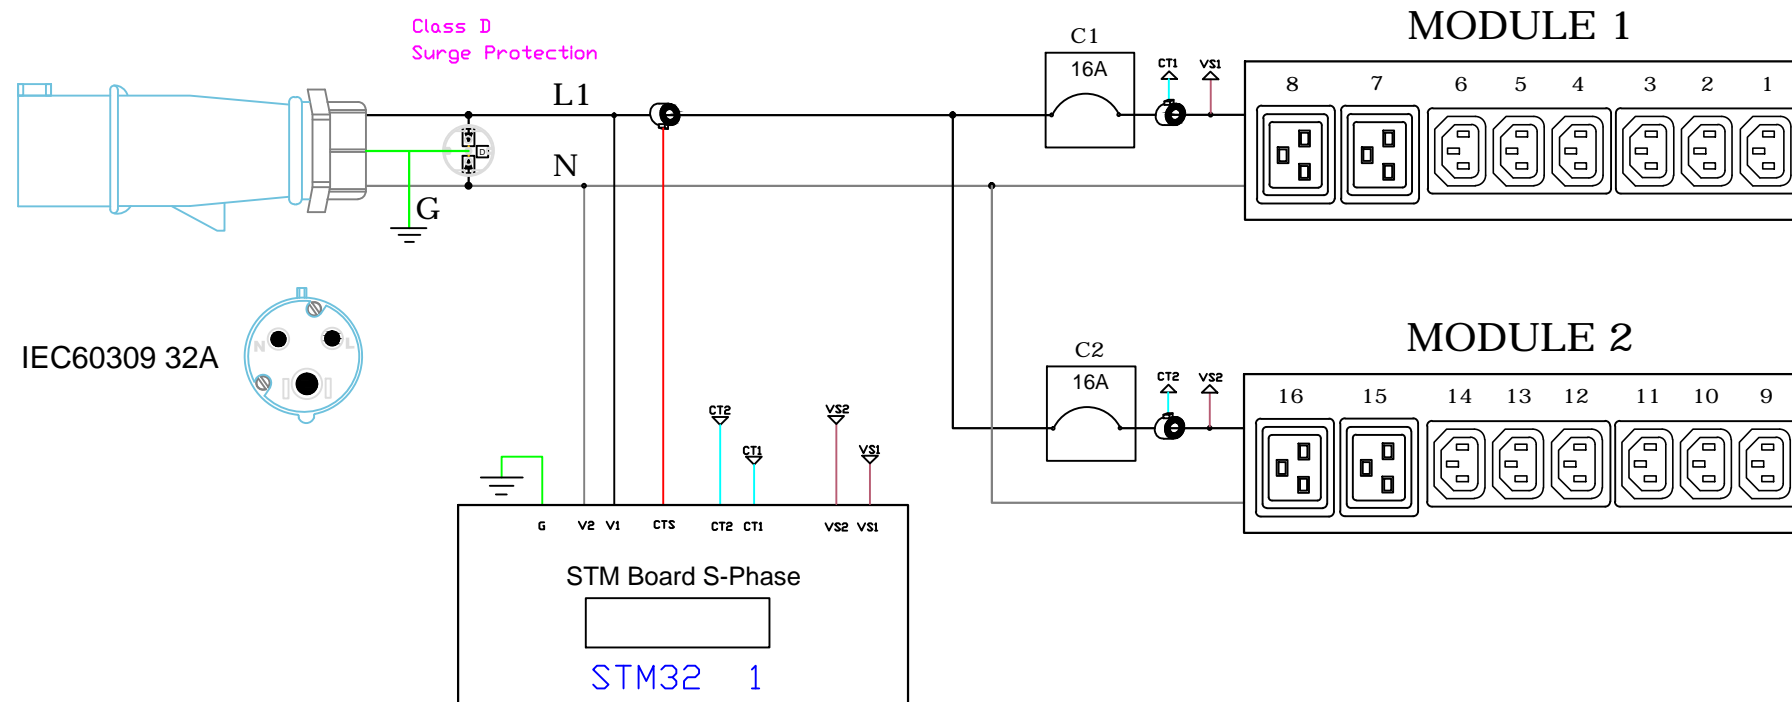 Class D
Surge Protection
MODULE 1
C1
16A
CT1
VS1
8 7 6 5 4 3 2 1
L1
N
G
D
IEC60309 32A
N
L
MODULE 2
C2
16A
CT2
VS2
16 15 14 13 12 11 10 9
CT2
CT1
VS2
VS1
G V2 V1 CTS CT2 CT1 VS2 VS1
STM Board S-Phase
STM32 1